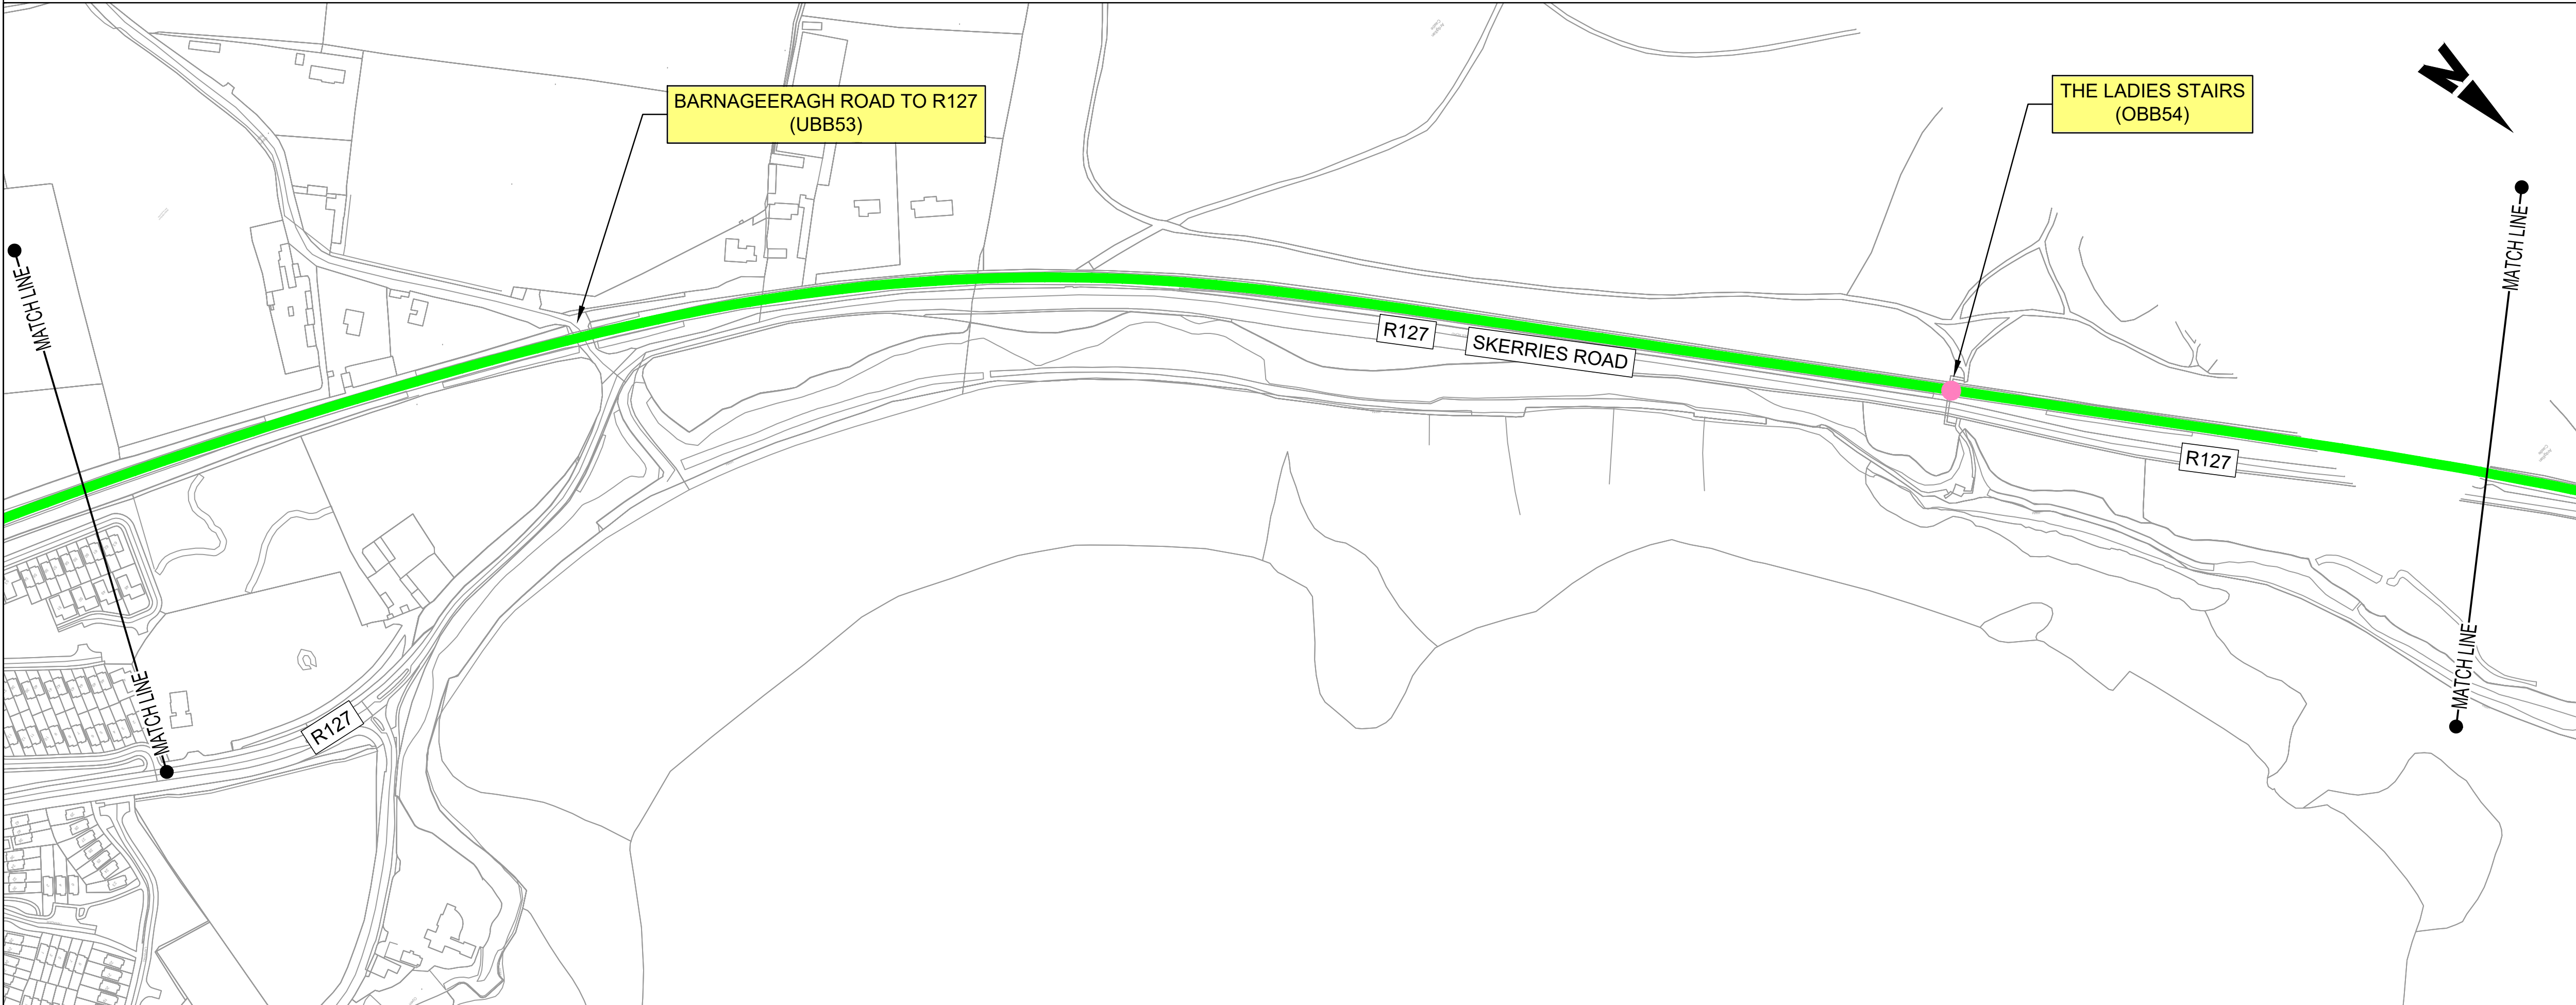 BARNAGEERAGH ROAD TO R127
(UBB53)
THE LADIES STAIRS
(OBB54)
N
MATCH LINE
MATCH LINE
R127
SKERRIES ROAD
R127
MATCH LINE
MATCH LINE
R127